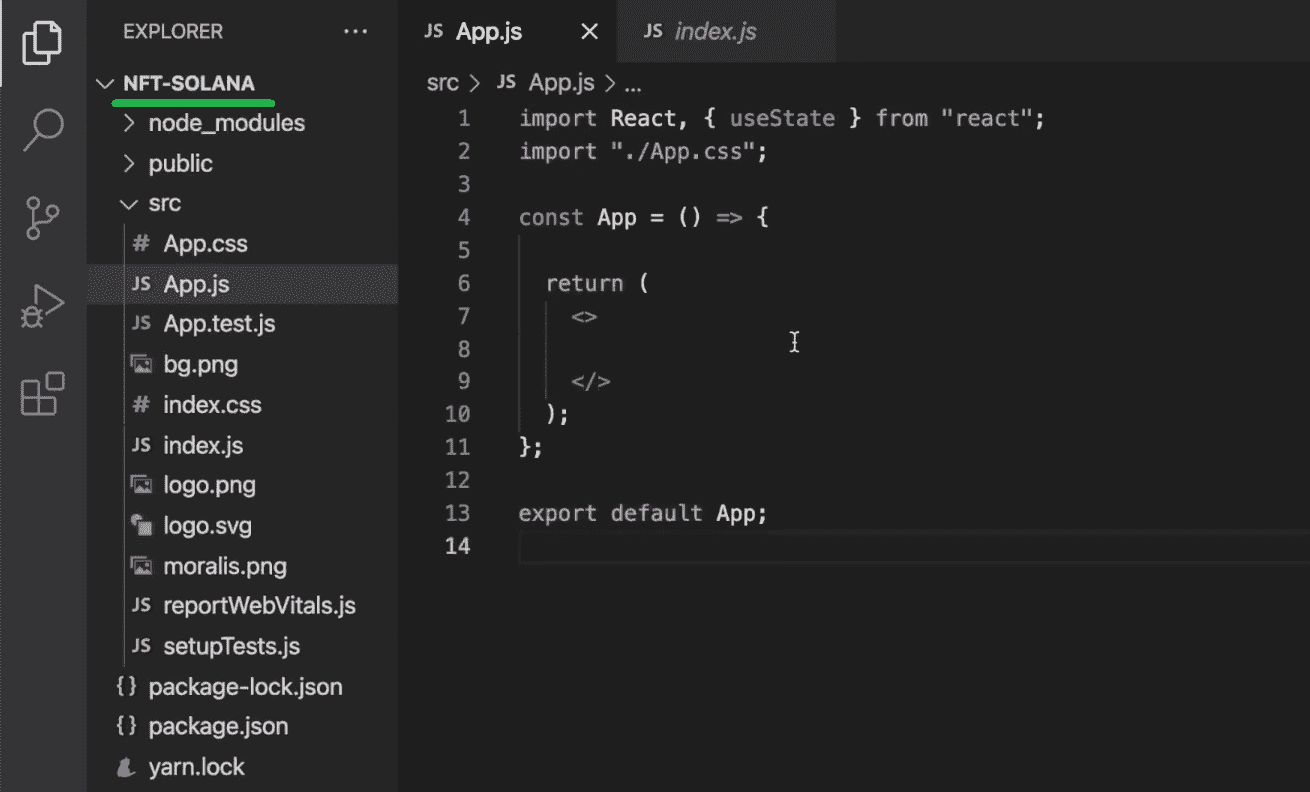 EXPLORER ...
NFT-SOLANA
node_modules
public
src
# App.css
JS App.js
JS App.test.js
bg.png
# index.css
JS index.js
logo.png
logo.svg
moralis.png
JS reportWebVitals.js
JS setupTests.js
{} package-lock.json
{} package.json
yarn.lock
JS App.js JS index.js
src > JS App.js > ...
1 import React, { useState } from "react";
2 import "./App.css";
3
4 const App = () => {
5
6 return (
7 <>
8
9 </>
10 );
11 };
12
13 export default App;
14